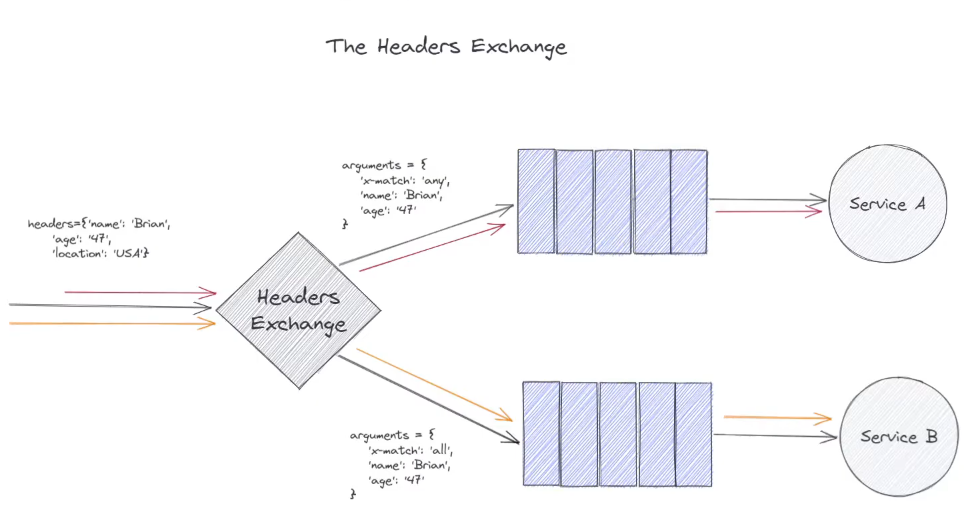 The Headers Exchange
arguments = {
'x-match': 'any',
'name': 'Brian',
'age': '47'
}
headers={'name': 'Brian',
'age': '47',
'location': 'USA'}
Headers
Exchange
Service A
arguments = {
'x-match': 'all',
'name': 'Brian',
'age': '47'
}
Service B